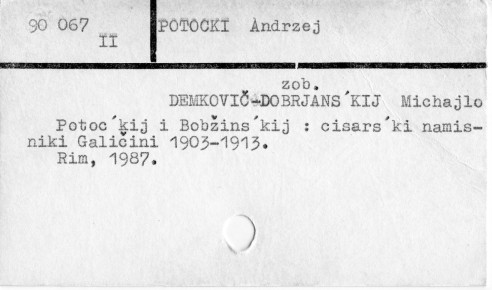 90 067
II
POTOCKI Andrzej
zob.
DEMKOVIČ-DOBRJANS´KIJ Michajlo
Potoc´kij i Bobžins´kij : cisars´ki namis-
niki Galičini 1903-1913.
Rim, 1987.